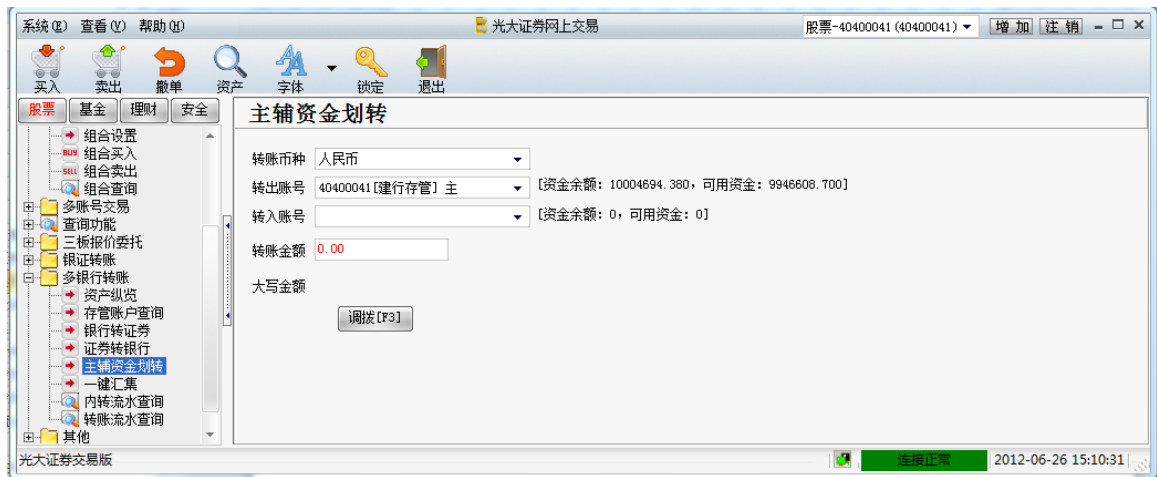 系统(E) 查看(V) 帮助(H) 光大证券网上交易 股票-40400041(40400041) 增 加 注 销
买入 卖出 撤单 资产 字体 锁定 退出
股票 基金 理财 安全
主辅资金划转
组合设置
BUY 组合买入
SELL 组合卖出
组合查询
多账号交易
查询功能
三板报价委托
银证转账
多银行转账
资产纵览
存管账户查询
银行转证券
证券转银行
主辅资金划转
一键汇集
内转流水查询
转账流水查询
其他
转账币种 人民币
转出账号 40400041[建行存管] 主 [资金余额: 10004694.380, 可用资金: 9946608.700]
转入账号 [资金余额: 0, 可用资金: 0]
转账金额 0.00
大写金额
调拨[F3]
光大证券交易版 连接正常 2012-06-26 15:10:31